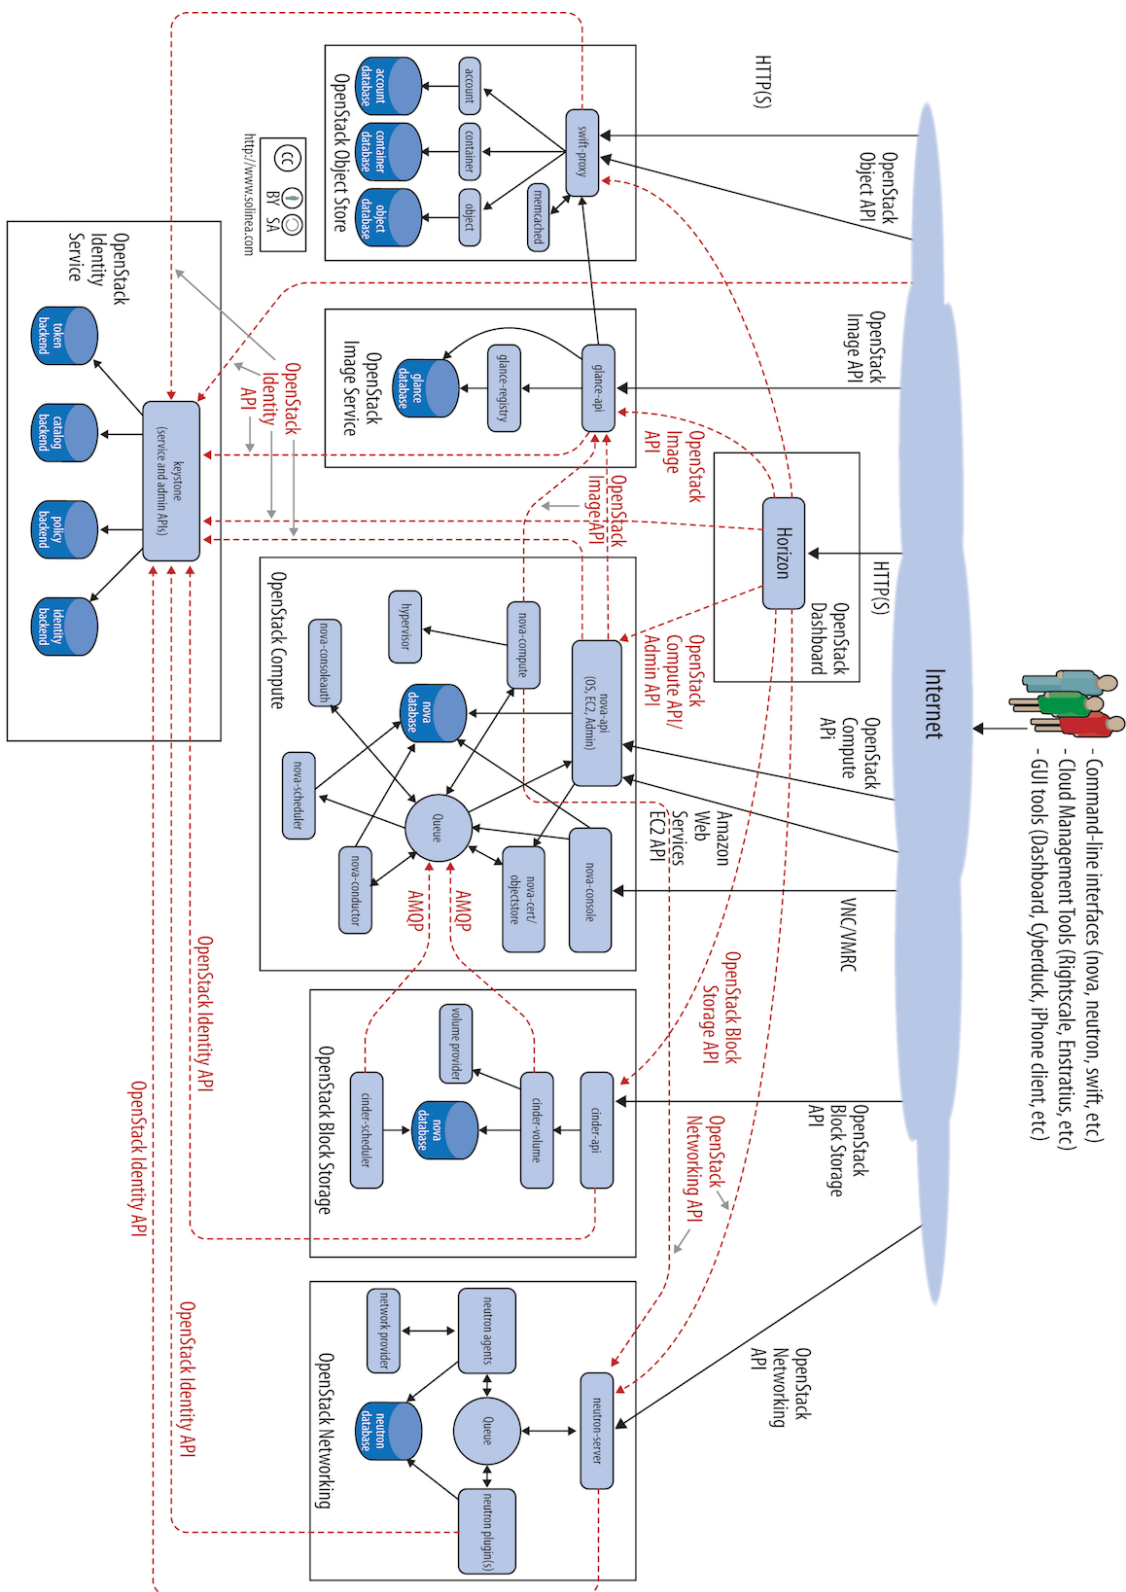 - Command-line interfaces (nova, neutron, swift, etc)
- Cloud Management Tools (Rightscale, Enstratius, etc)
- GUI tools (Dashboard, Cyberduck, iPhone client, etc)
Internet
HTTP(S)
OpenStack
Object API
OpenStack
Image API
HTTP(S)
OpenStack
Dashboard
Horizon
OpenStack
Compute
APi
Amazon
Web
Services
EC2 API
VNC/VMRC
OpenStack
Block Storage
API
OpenStack
Networking
API
OpenStack
Image
API
OpenStack
Compute API/
Admin API
OpenStack Block
Storage API
OpenStack
Networking API
OpenStack
Image API
swift-proxy
memcached
account
container
object
account
database
container
database
object
database
OpenStack Object Store
glance-api
glance-registry
glance
database
OpenStack
Image Service
nova-api
(OS, EC2, Admin)
nova-console
nova-compute
nova-cert/
objectstore
hypervisor
nova
database
Queue
nova-consoleauth
nova-scheduler
nova-conductor
OpenStack Compute
AMQP
AMQP
cinder-api
cinder-volume
volume provider
nova
database
cinder-scheduler
OpenStack Block Storage
neutron-server
neutron agents
Queue
neutron plugin(s)
network provider
neutron
database
OpenStack Networking
cc
BY SA
http://www.solinea.com
OpenStack
Identity
API
OpenStack Identity API
OpenStack Identity API
OpenStack Identity API
OpenStack
Identity
Service
keystone
(service and admin APIs)
token
backend
catalog
backend
policy
backend
identity
backend